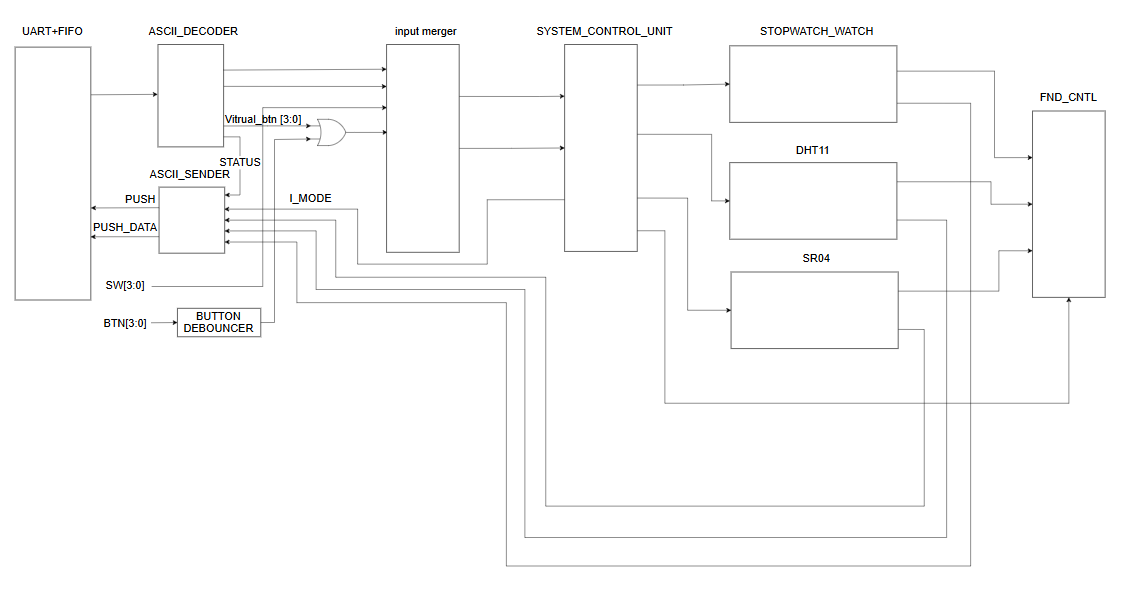 UART+FIFO
ASCII_DECODER
input merger
SYSTEM_CONTROL_UNIT
STOPWATCH_WATCH
FND_CNTL
Vitrual_btn [3:0]
DHT11
STATUS
ASCII_SENDER
PUSH
I_MODE
PUSH_DATA
SR04
SW[3:0]
BTN[3:0]
BUTTON
DEBOUNCER